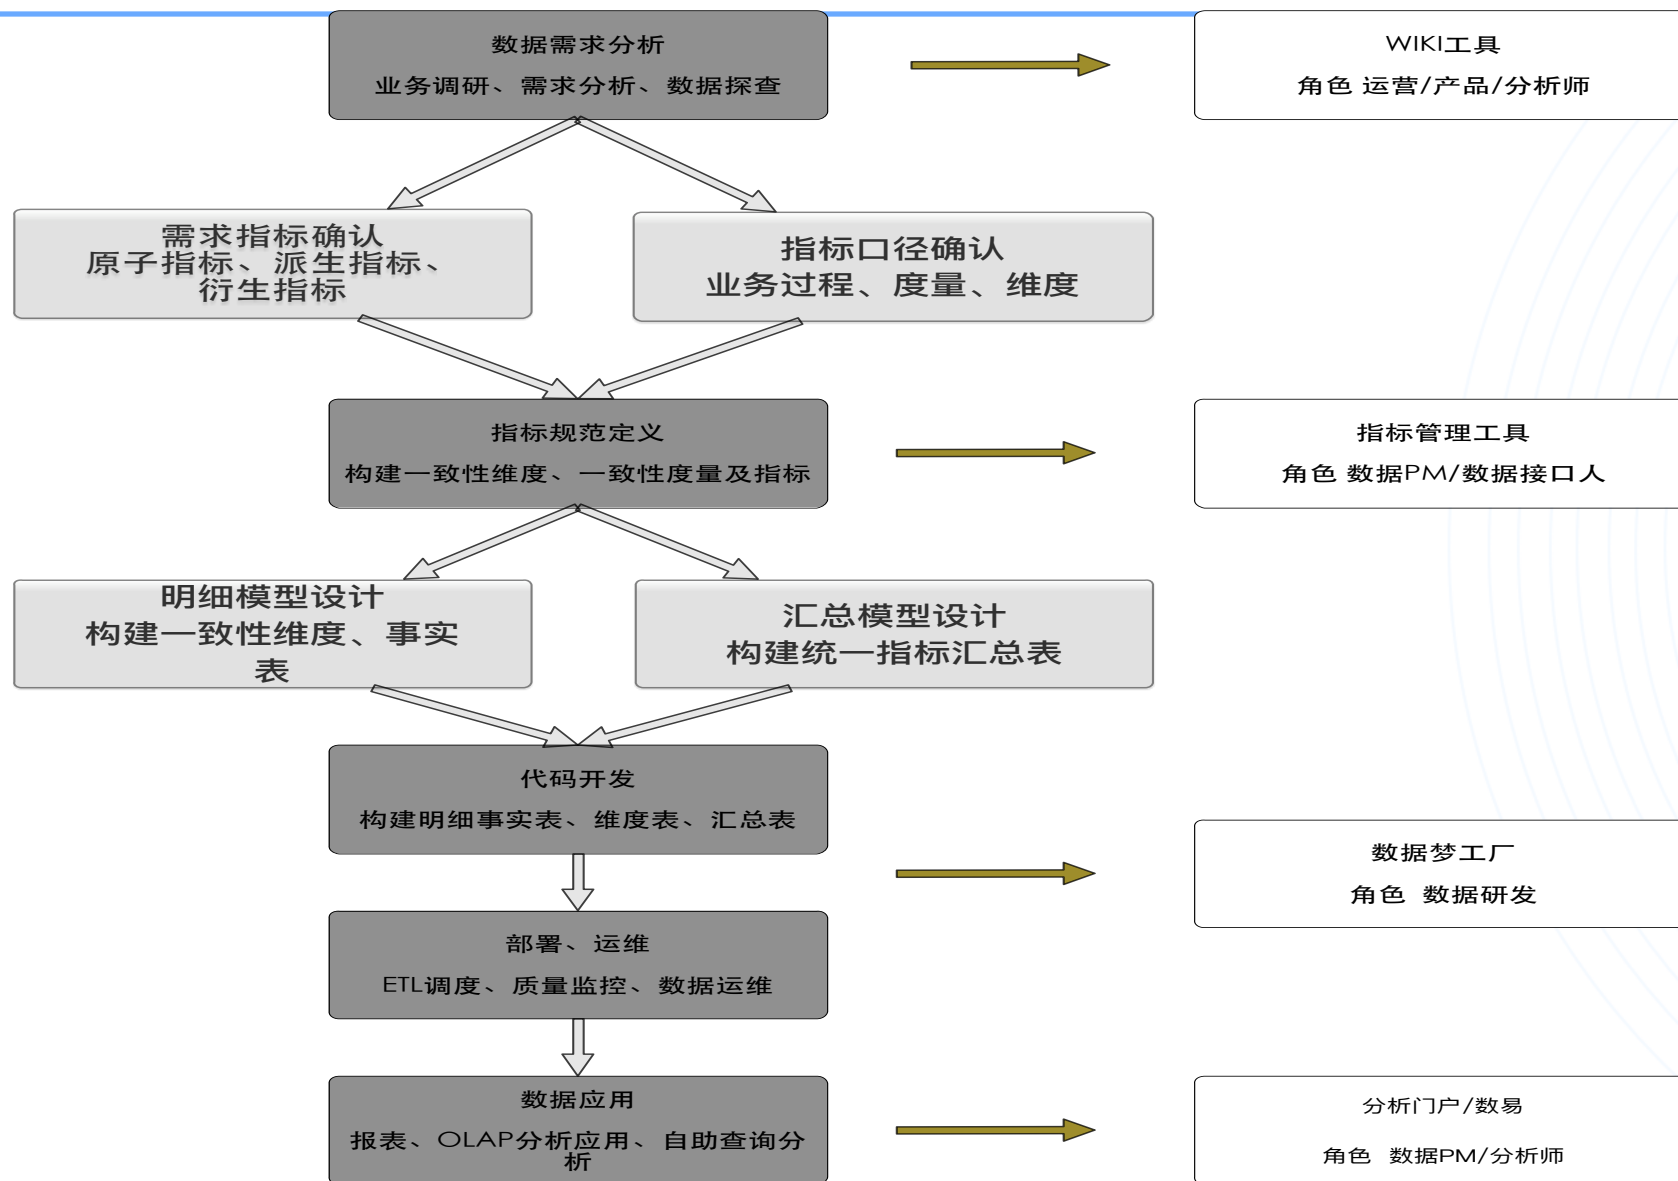 数据需求分析
业务调研、需求分析、数据探查
WIKI工具
角色 运营/产品/分析师
需求指标确认
原子指标、派生指标、
衍生指标
指标口径确认
业务过程、度量、维度
指标规范定义
构建一致性维度、一致性度量及指标
指标管理工具
角色 数据PM/数据接口人
明细模型设计
构建一致性维度、事实
表
汇总模型设计
构建统一指标汇总表
代码开发
构建明细事实表、维度表、汇总表
数据梦工厂
角色 数据研发
部署、运维
ETL调度、质量监控、数据运维
数据应用
报表、OLAP分析应用、自助查询分
析
分析门户/数易
角色 数据PM/分析师